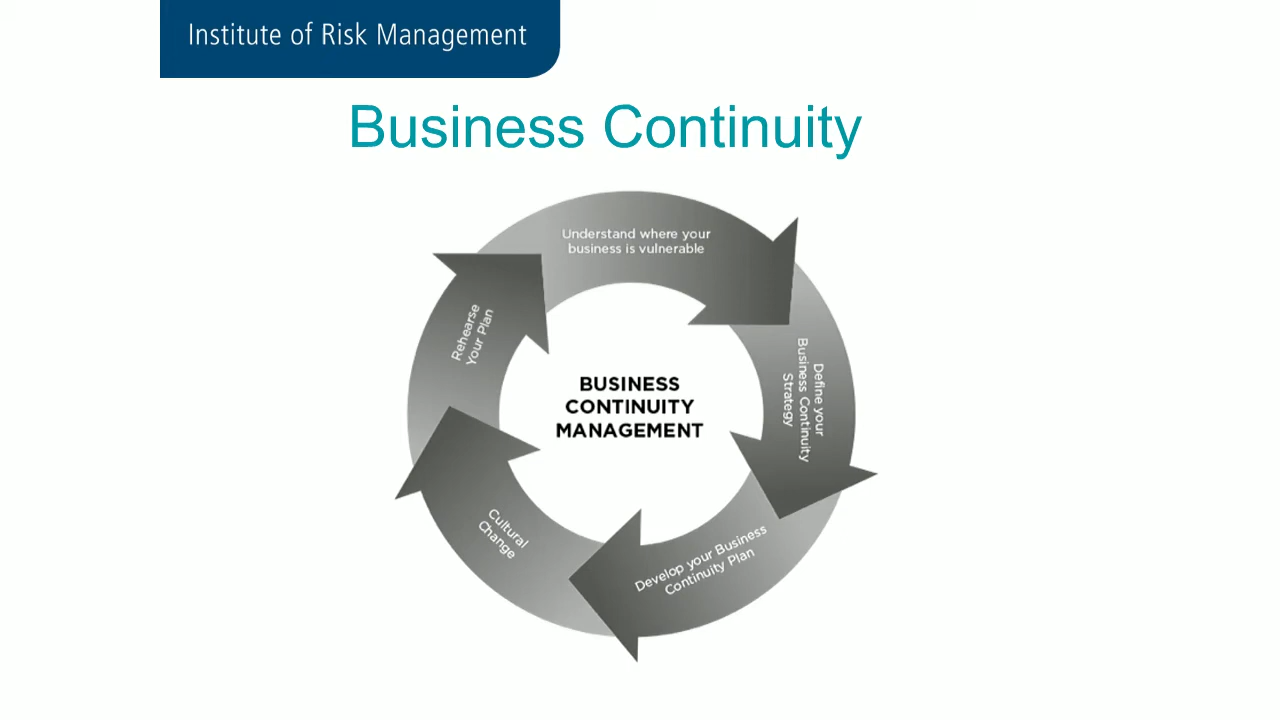 Institute of Risk Management
Business Continuity
Understand where your
business is vulnerable
Define your
Business Continuity
Strategy
Develop your Business
Continuity Plan
Cultural
Change
Rehearse
Your Plan
BUSINESS
CONTINUITY
MANAGEMENT